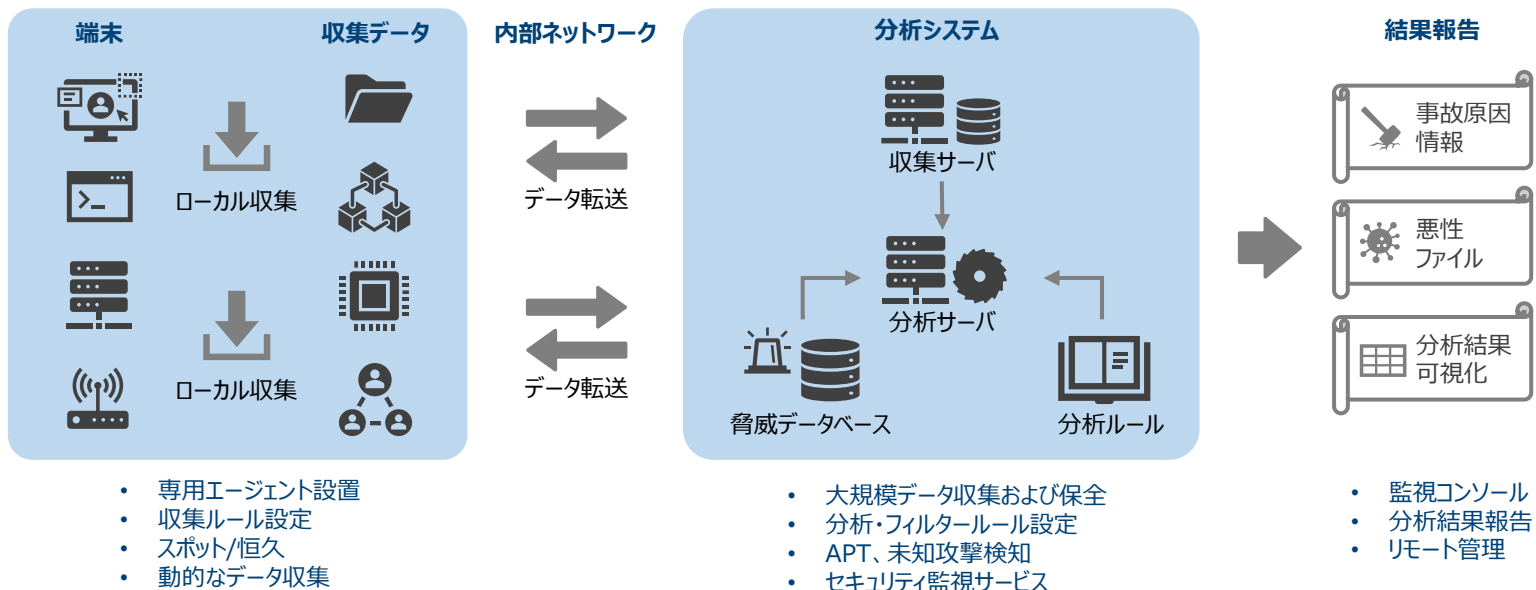 端末
収集データ
内部ネットワーク
分析システム
結果報告
ローカル収集
ローカル収集
データ転送
データ転送
収集サーバ
分析サーバ
脅威データベース
分析ルール
事故原因
情報
悪性
ファイル
分析結果
可視化
• 専用エージェント設置
• 収集ルール設定
• スポット/恒久
• 動的なデータ収集
• 大規模データ収集および保全
• 分析・フィルタールール設定
• APT、未知攻撃検知
• セキュリティ監視サービス
• 監視コンソール
• 分析結果報告
• リモート管理